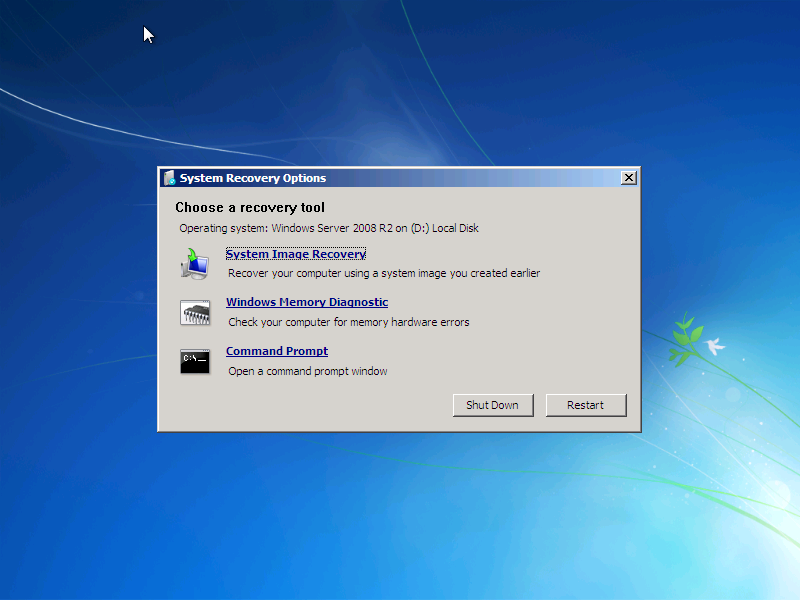 System Recovery Options
Choose a recovery tool
Operating system: Windows Server 2008 R2 on (D:) Local Disk
System Image Recovery
Recover your computer using a system image you created earlier
Windows Memory Diagnostic
Check your computer for memory hardware errors
C:\_
Command Prompt
Open a command prompt window
Shut Down
Restart